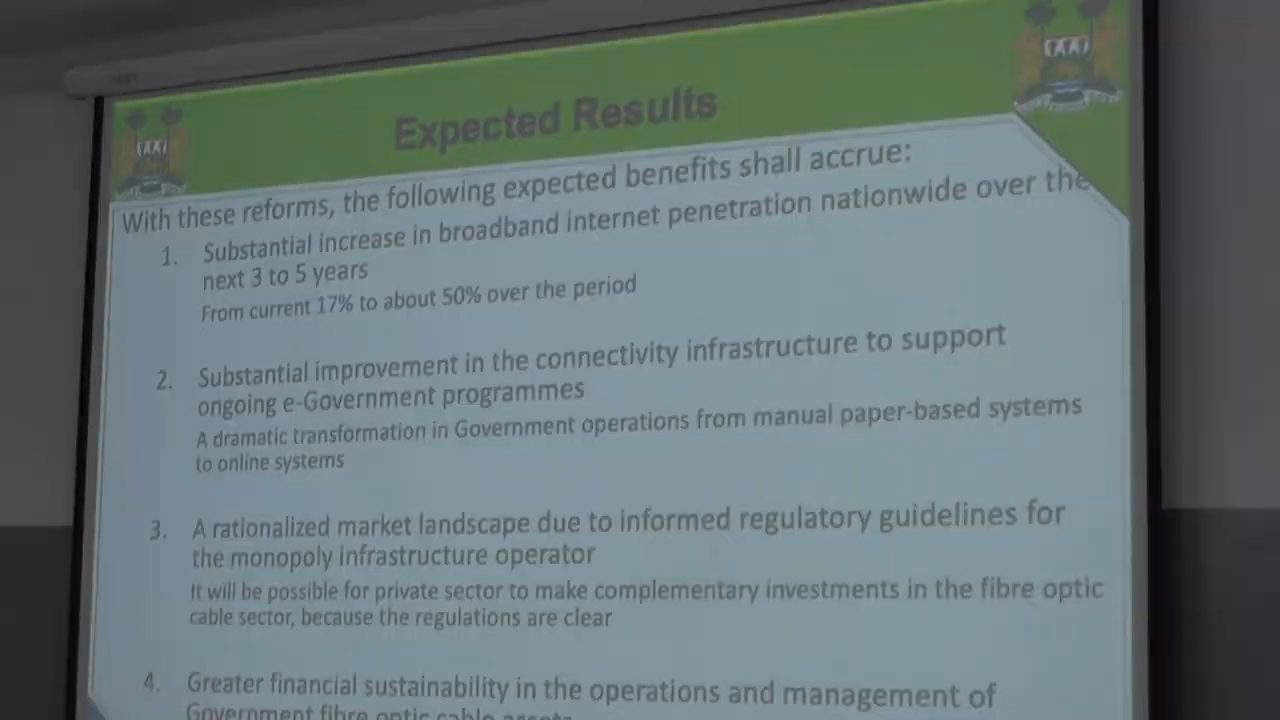 Expected Results
With these reforms, the following expected benefits shall accrue:
1. Substantial increase in broadband internet penetration nationwide over the
next 3 to 5 years
From current 17% to about 50% over the period
2. Substantial improvement in the connectivity infrastructure to support
ongoing e-Government programmes
A dramatic transformation in Government operations from manual paper-based systems
to online systems
3. A rationalized market landscape due to informed regulatory guidelines for
the monopoly infrastructure operator
It will be possible for private sector to make complementary investments in the fibre optic
cable sector, because the regulations are clear
4. Greater financial sustainability in the operations and management of
Government fibre optic cable